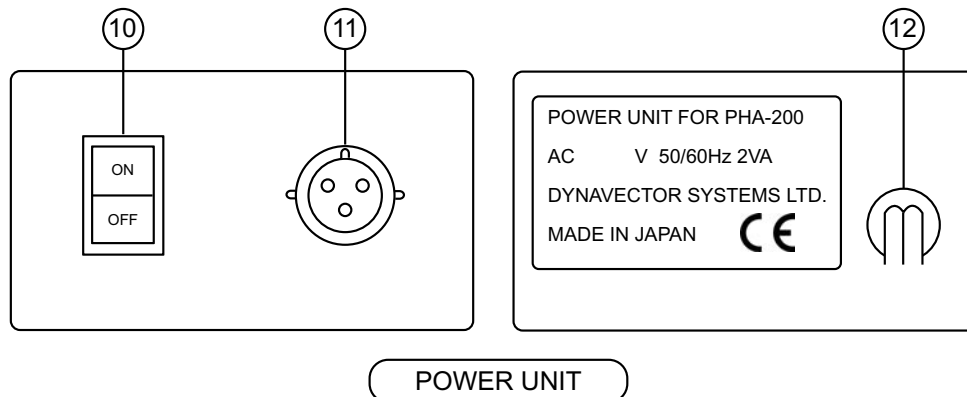 10
11
12
ON
OFF
POWER UNIT FOR PHA-200
AC V 50/60Hz 2VA
DYNAVECTOR SYSTEMS LTD.
MADE IN JAPAN CE
POWER UNIT